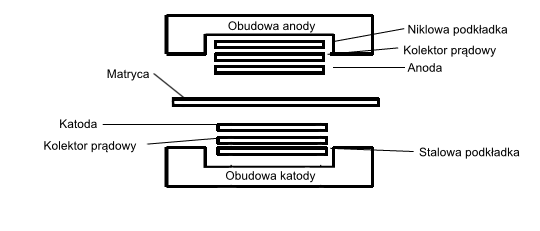 Obudowa anody
Niklowa podkładka
Kolektor prądowy
Anoda
Matryca
Katoda
Kolektor prądowy
Stalowa podkładka
Obudowa katody